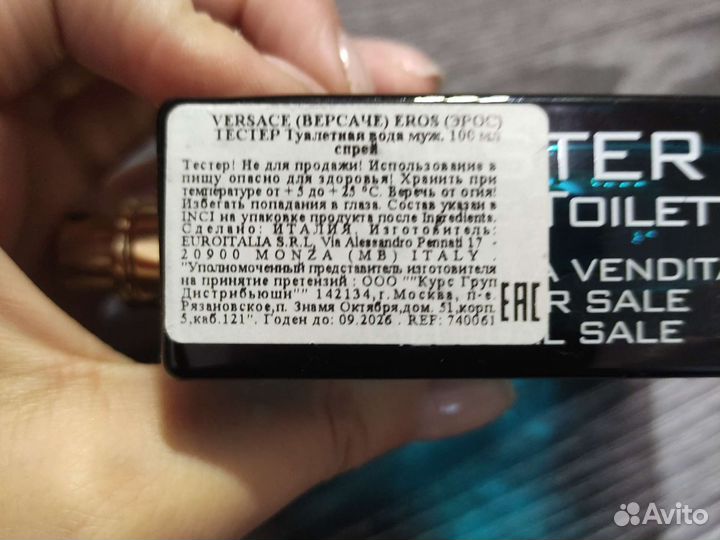 VERSACE (ВЕРСАЧЕ) EROS (ЭРОС)
ТЕСТЕР Туалетная вода муж. 100 мл
спрей
Тестер! Не для продажи! Использование в
пищу опасно для здоровья! Хранить при
температуре от + 5 до + 25 °C. Беречь от огня!
Избегать попадания в глаза. Состав указан в
INCI на упаковке продукта после Ingredients.
Сделано: ИТАЛИЯ, Изготовитель:
EUROITALIA S.R.L, Via Alessandro Pennati 17 -
20900 MONZA (MB) ITALY .
"Уполномоченный представитель изготовителя
на принятие претензий : ООО ""Курс Груп
Дистрибьюшн"" 142134, г. Москва, п-е.
Рязановское, п. Знамя Октября, дом. 51, корп.
5, каб.121". Годен до: 09.2026 . REF: 740061
EAC
TER
TOILET
A VENDITA
R SALE
L SALE
Avito